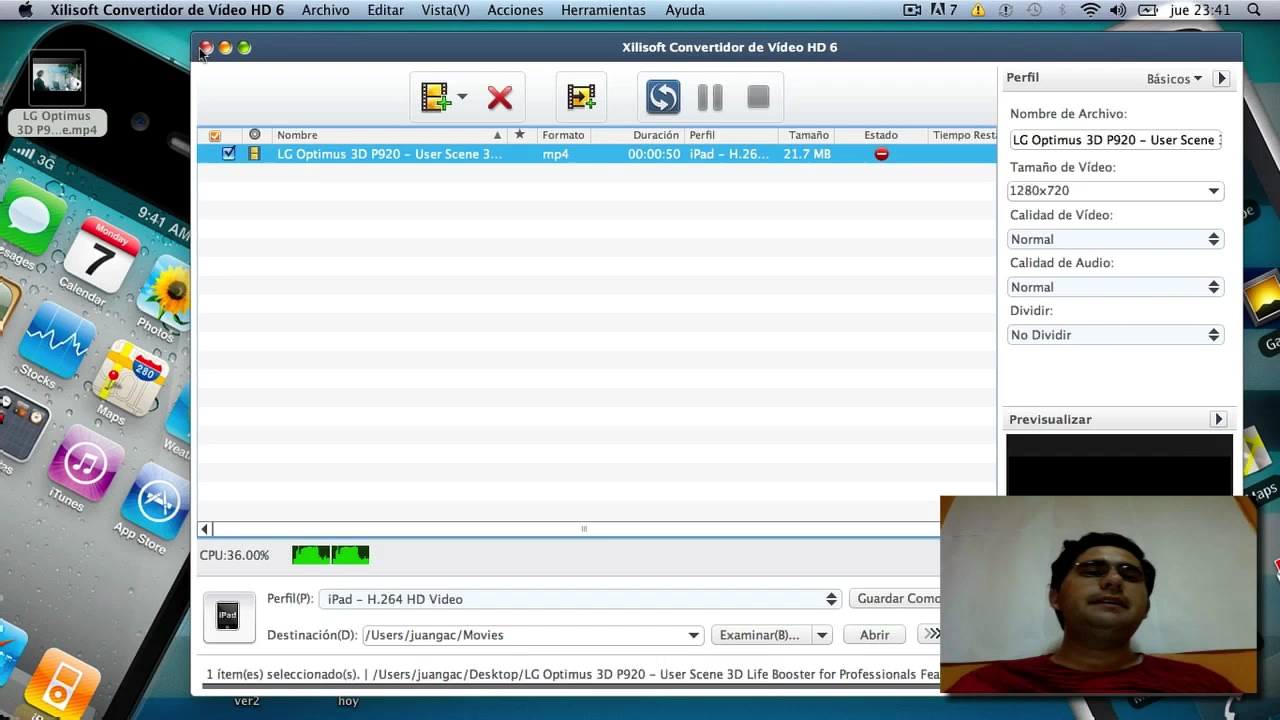 Xilisoft Convertidor de Vídeo HD 6 Archivo Editar Vista(V) Acciones Herramientas Ayuda 7 jue 23:41
Xilisoft Convertidor de Vídeo HD 6
LG Optimus
3D P9...e.mp4
3G
9:41 AM
Monday
7
Calendar
Photos
Stocks
280
Maps
iTunes
App Store
Nombre Formato Duración Perfil Tamaño Estado Tiempo Resta
LG Optimus 3D P920 - User Scene 3... mp4 00:00:50 iPad - H.26... 21.7 MB
Perfil Básicos
Nombre de Archivo:
LG Optimus 3D P920 - User Scene
Tamaño de Vídeo:
1280x720
Calidad de Vídeo:
Normal
Calidad de Audio:
Normal
Dividir:
No Dividir
Previsualizar
CPU:36.00%
iPad
Perfil(P): iPad - H.264 HD Video Guardar Como
Destinación(D): /Users/juangac/Movies Examinar(B)... Abrir
1 ítem(es) seleccionado(s). | /Users/juangac/Desktop/LG Optimus 3D P920 - User Scene 3D Life Booster for Professionals Fea
ver2 hoy
Maps